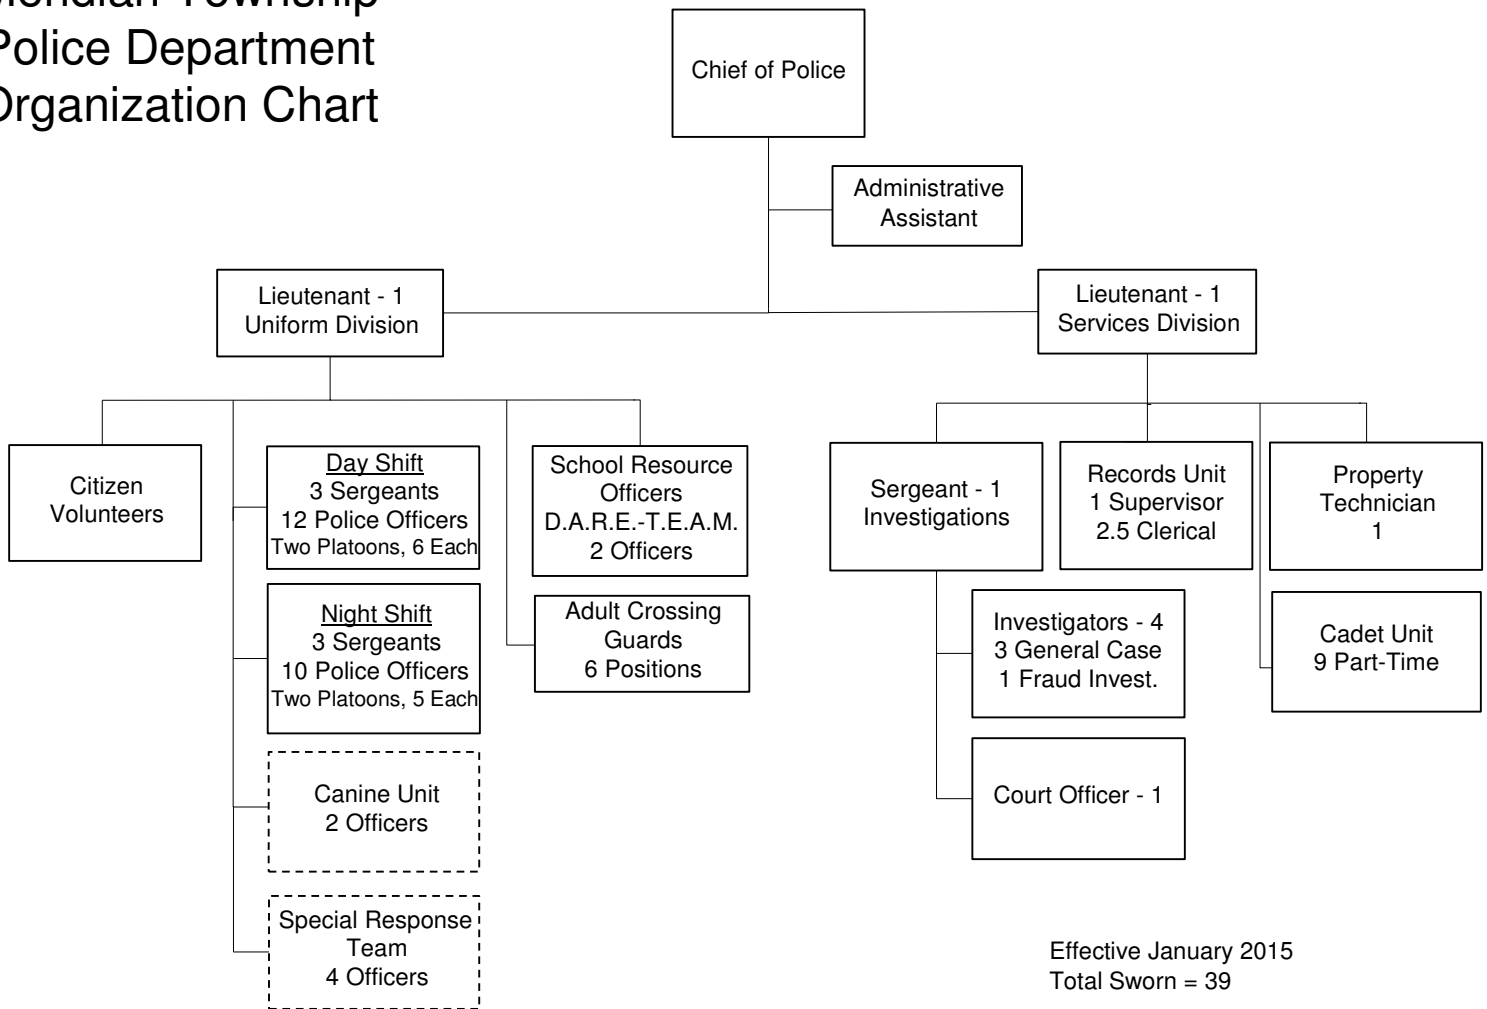 Meridian Township
Police Department
Organization Chart
Chief of Police
Administrative
Assistant
Lieutenant - 1
Uniform Division
Lieutenant - 1
Services Division
Citizen
Volunteers
Day Shift
3 Sergeants
12 Police Officers
Two Platoons, 6 Each
School Resource
Officers
D.A.R.E.-T.E.A.M.
2 Officers
Sergeant - 1
Investigations
Records Unit
1 Supervisor
2.5 Clerical
Property
Technician
1
Night Shift
3 Sergeants
10 Police Officers
Two Platoons, 5 Each
Adult Crossing
Guards
6 Positions
Investigators - 4
3 General Case
1 Fraud Invest.
Cadet Unit
9 Part-Time
Canine Unit
2 Officers
Court Officer - 1
Special Response
Team
4 Officers
Effective January 2015
Total Sworn = 39